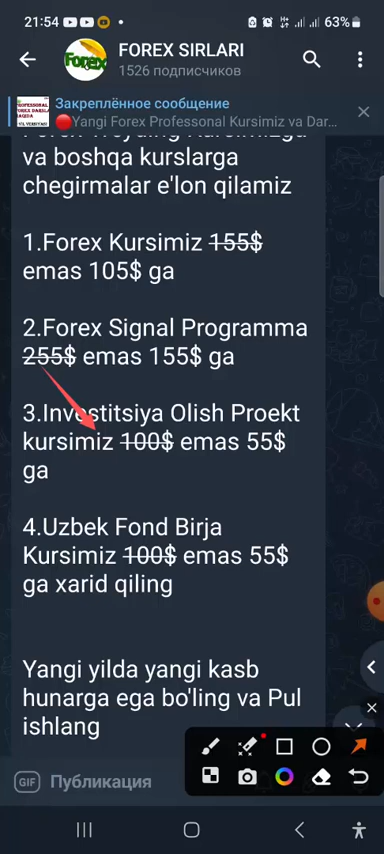 21:54
63%
FOREX SIRLARI
1526 подписчиков
Закреплённое сообщение
🔴Yangi Forex Professonal Kursimiz va Dar...
va boshqa kurslarga
chegirmalar e'lon qilamiz
1.Forex Kursimiz 155$
emas 105$ ga
2.Forex Signal Programma
255$ emas 155$ ga
3.Investitsiya Olish Proekt
kursimiz 100$ emas 55$
ga
4.Uzbek Fond Birja
Kursimiz 100$ emas 55$
ga xarid qiling
Yangi yilda yangi kasb
hunarga ega bo'ling va Pul
ishlang
GIF Публикация